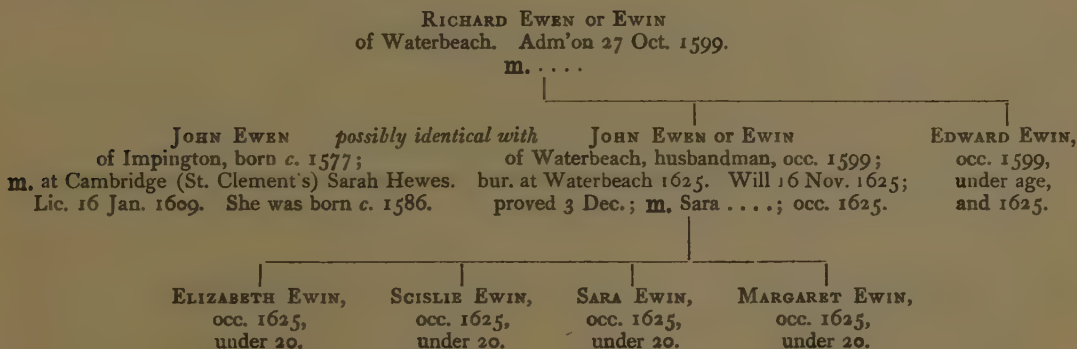 RICHARD EWEN OR EWIN
of Waterbeach. Adm'on 27 Oct. 1599.
m. . . . .
JOHN EWEN possibly identical with
of Impington, born c. 1577;
m. at Cambridge (St. Clement's) Sarah Hewes.
Lic. 16 Jan. 1609. She was born c. 1586.
JOHN EWEN OR EWIN
of Waterbeach, husbandman, occ. 1599;
bur. at Waterbeach 1625. Will 16 Nov. 1625;
proved 3 Dec.; m. Sara . . . .; occ. 1625.
EDWARD EWIN,
occ. 1599,
under age,
and 1625.
ELIZABETH EWIN,
occ. 1625,
under 20.
SCISLIE EWIN,
occ. 1625,
under 20.
SARA EWIN,
occ. 1625,
under 20.
MARGARET EWIN,
occ. 1625,
under 20.